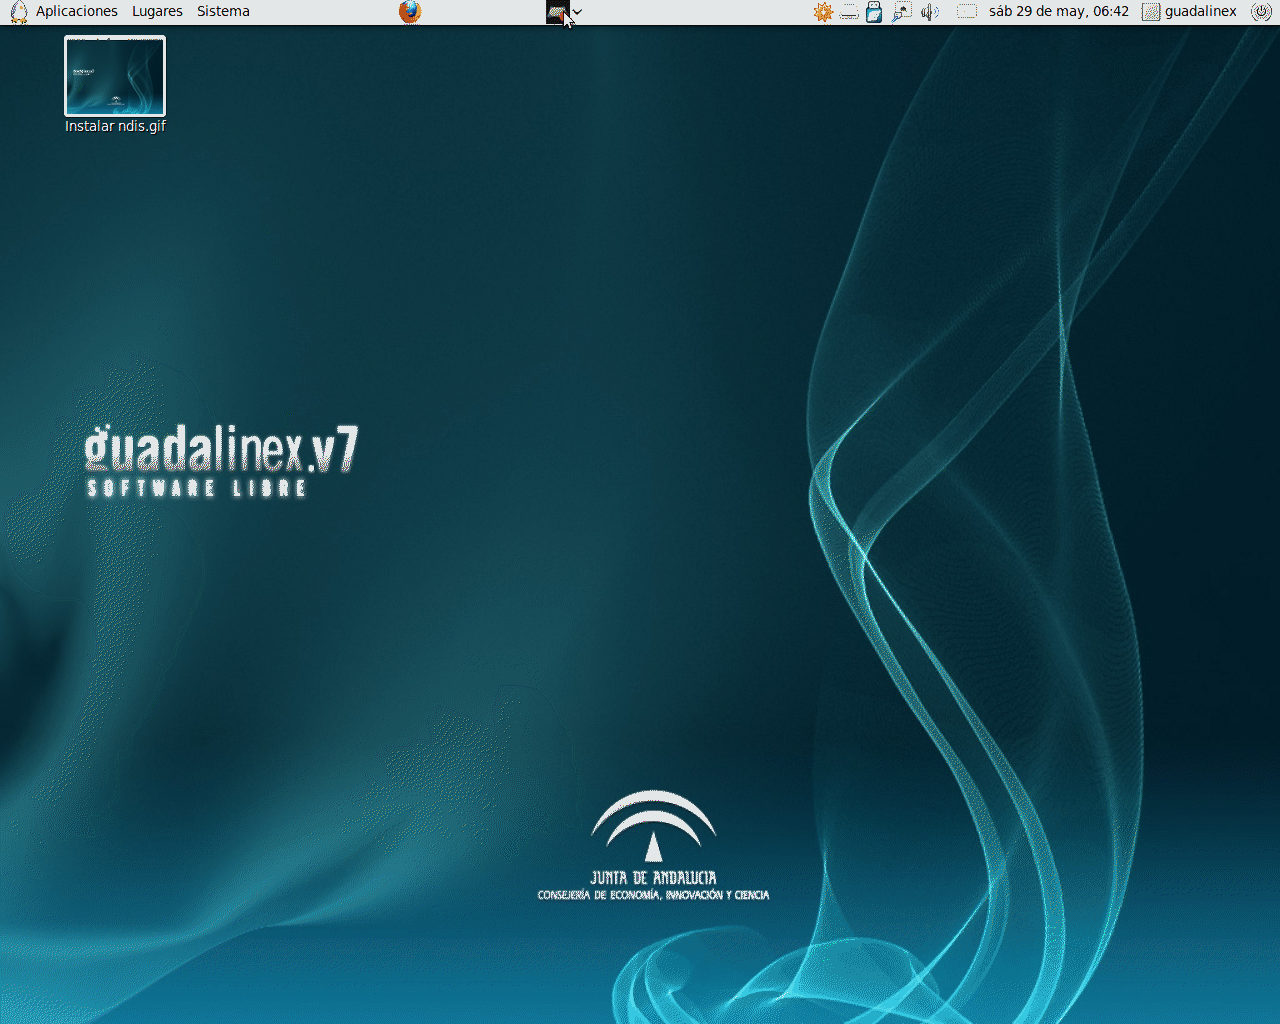 Aplicaciones Lugares Sistema
sáb 29 de may, 06:42 guadalinex
Instalar ndis.gif
guadalinex.v7
SOFTWARE LIBRE
JUNTA DE ANDALUCIA
CONSEJERÍA DE ECONOMÍA, INNOVACIÓN Y CIENCIA